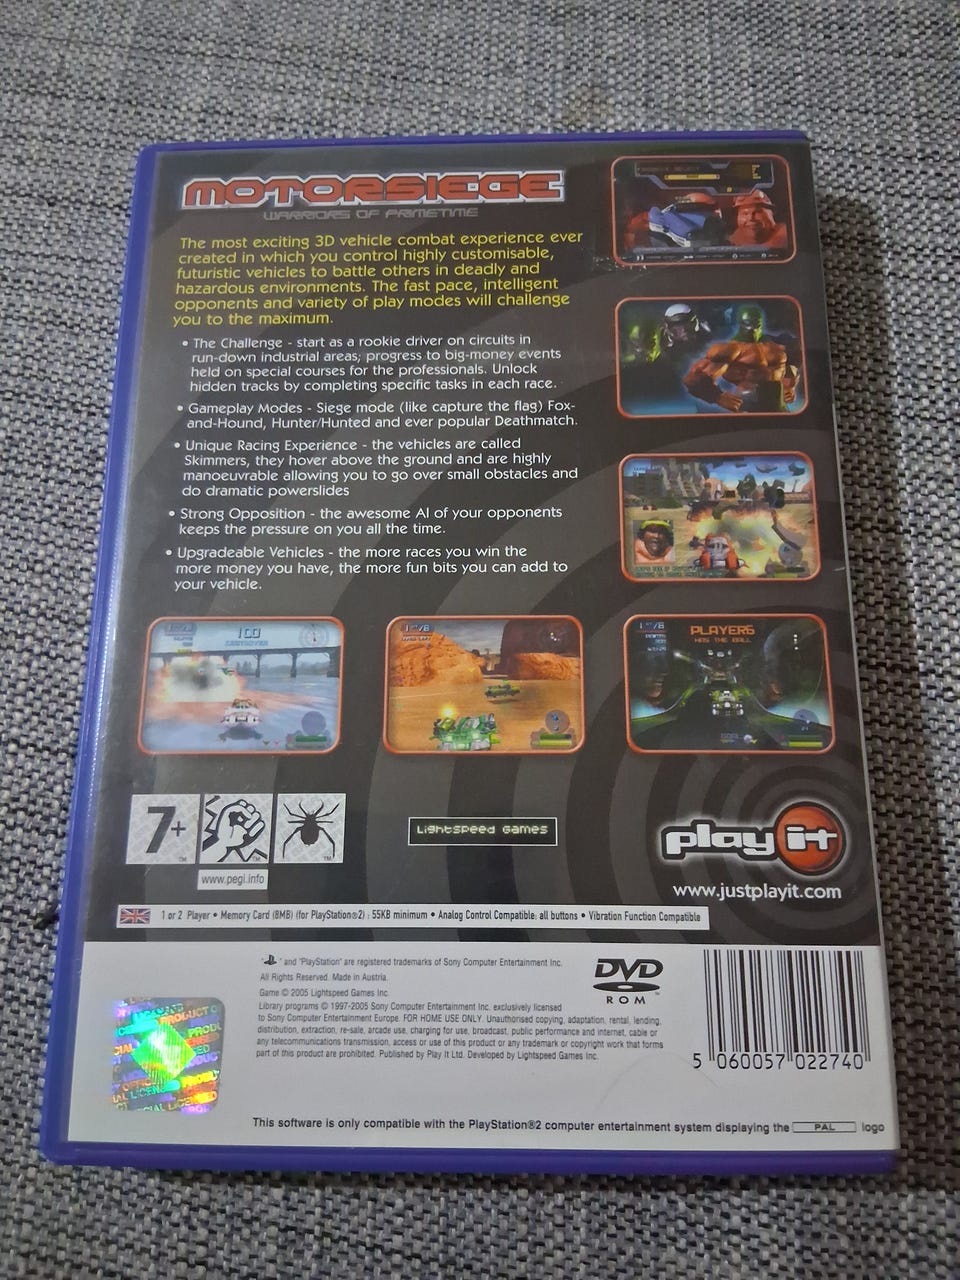 MOTORSIEGE
WARRIORS OF PRIMETIME
The most exciting 3D vehicle combat experience ever
created in which you control highly customisable,
futuristic vehicles to battle others in deadly and
hazardous environments. The fast pace, intelligent
opponents and variety of play modes will challenge
you to the maximum.
• The Challenge - start as a rookie driver on circuits in
run-down industrial areas; progress to big-money events
held on special courses for the professionals. Unlock
hidden tracks by completing specific tasks in each race.
• Gameplay Modes - Siege mode (like capture the flag) Fox-
and-Hound, Hunter/Hunted and ever popular Deathmatch.
• Unique Racing Experience - the vehicles are called
Skimmers, they hover above the ground and are highly
manoeuvrable allowing you to go over small obstacles and
do dramatic powerslides
• Strong Opposition - the awesome AI of your opponents
keeps the pressure on you all the time.
• Upgradeable Vehicles - the more races you win the
more money you have, the more fun bits you can add to
your vehicle.
100
DESTROYED
1ST/6
1ST/6
PLAYERS
HAS THE BALL
GOAL
7+
TM
TM
TM
www.pegi.info
Lightspeed Games
play it
www.justplayit.com
1 or 2 Player • Memory Card (8MB) (for PlayStation®2) : 55KB minimum • Analog Control Compatible: all buttons • Vibration Function Compatible
" " and "PlayStation" are registered trademarks of Sony Computer Entertainment Inc.
All Rights Reserved. Made in Austria.
Game © 2005 Lightspeed Games Inc.
Library programs © 1997-2005 Sony Computer Entertainment Inc. exclusively licensed
to Sony Computer Entertainment Europe. FOR HOME USE ONLY. Unauthorised copying, adaptation, rental, lending,
distribution, extraction, re-sale, arcade use, charging for use, broadcast, public performance and internet, cable or
any telecommunications transmission, access or use of this product or any trademark or copyright work that forms
part of this product are prohibited. Published by Play It Ltd. Developed by Lightspeed Games Inc.
DVD
ROM
TM
5 060057 022740
This software is only compatible with the PlayStation®2 computer entertainment system displaying the PAL logo